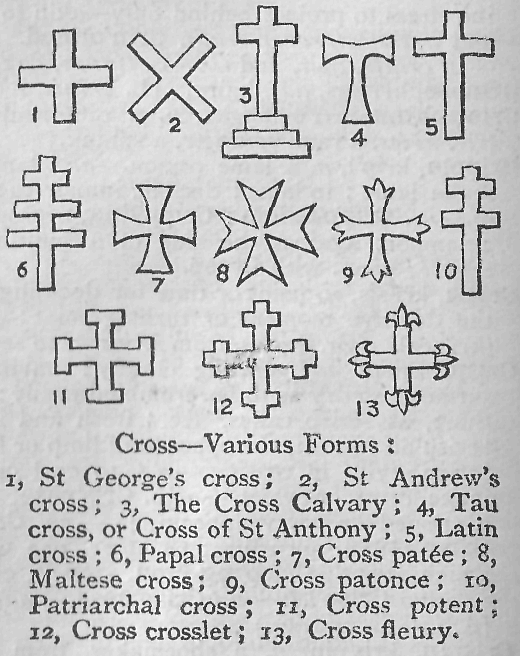 1
2
3
4
5
6
7
8
9
10
11
12
13
Cross—Various Forms :
1, St George's cross; 2, St Andrew's
cross; 3, The Cross Calvary; 4, Tau
cross, or Cross of St Anthony; 5, Latin
cross; 6, Papal cross; 7, Cross patée; 8,
Maltese cross; 9, Cross patonce; 10,
Patriarchal cross; 11, Cross potent;
12, Cross crosslet; 13, Cross fleury.